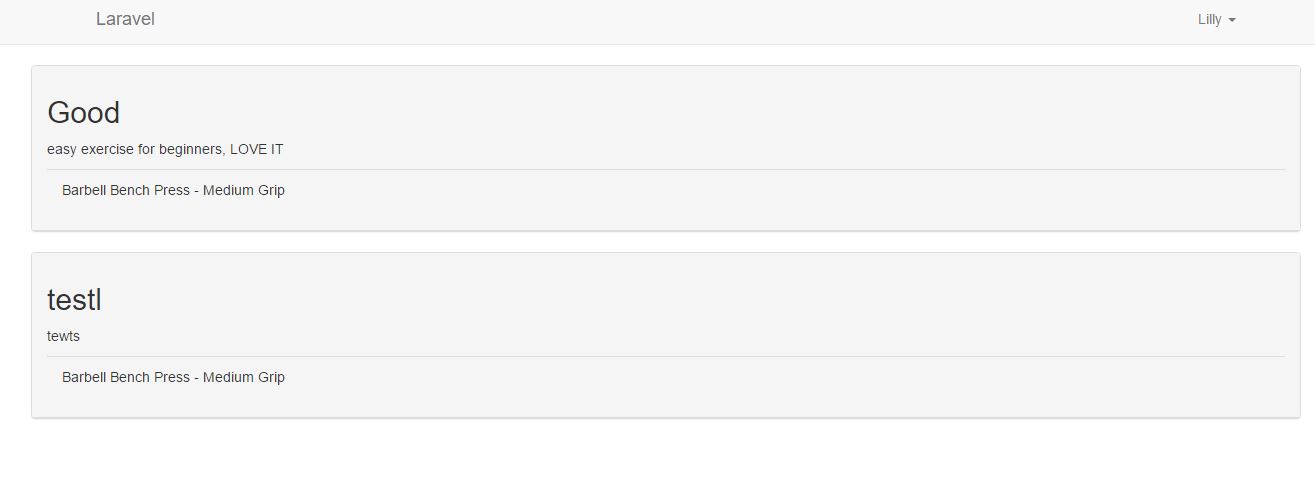 Laravel
Lilly
Good
easy exercise for beginners, LOVE IT
Barbell Bench Press - Medium Grip
testl
tewts
Barbell Bench Press - Medium Grip